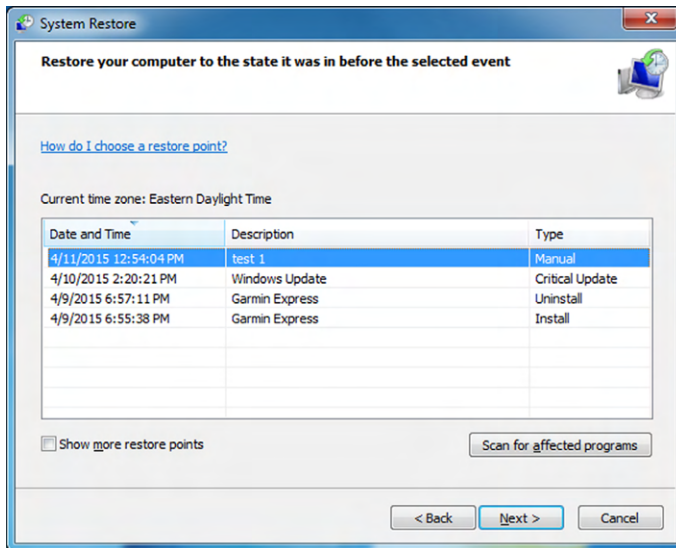 System Restore
Restore your computer to the state it was in before the selected event
How do I choose a restore point?
Current time zone: Eastern Daylight Time
Date and Time Description Type
4/11/2015 12:54:04 PM test 1 Manual
4/10/2015 2:20:21 PM Windows Update Critical Update
4/9/2015 6:57:11 PM Garmin Express Uninstall
4/9/2015 6:55:38 PM Garmin Express Install
Show more restore points Scan for affected programs
< Back Next > Cancel